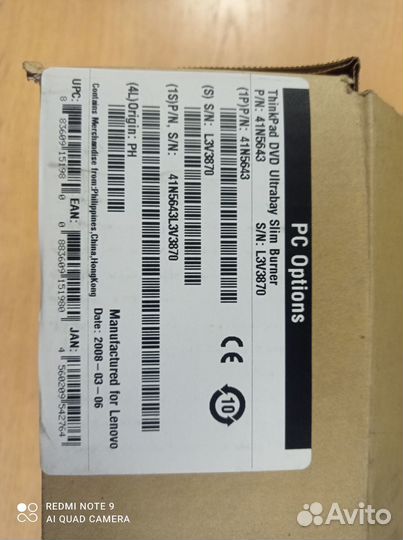 PC Options
ThinkPad DVD Ultrabay Slim Burner
P/N: 41N5643 S/N: L3V3870
(1P)P/N: 41N5643
(S) S/N: L3V3870
(1S)P/N, S/N: 41N5643L3V3870
(4L)Origin: PH
CE
10
Manufactured for Lenovo
Date: 2008-03-06
Contains Merchandise from:Philippines,China,HongKong
UPC: EAN: JAN:
8 83609 15198 0 0 883609 151980 4 560209 542764
REDMI NOTE 9
AI QUAD CAMERA
Avito